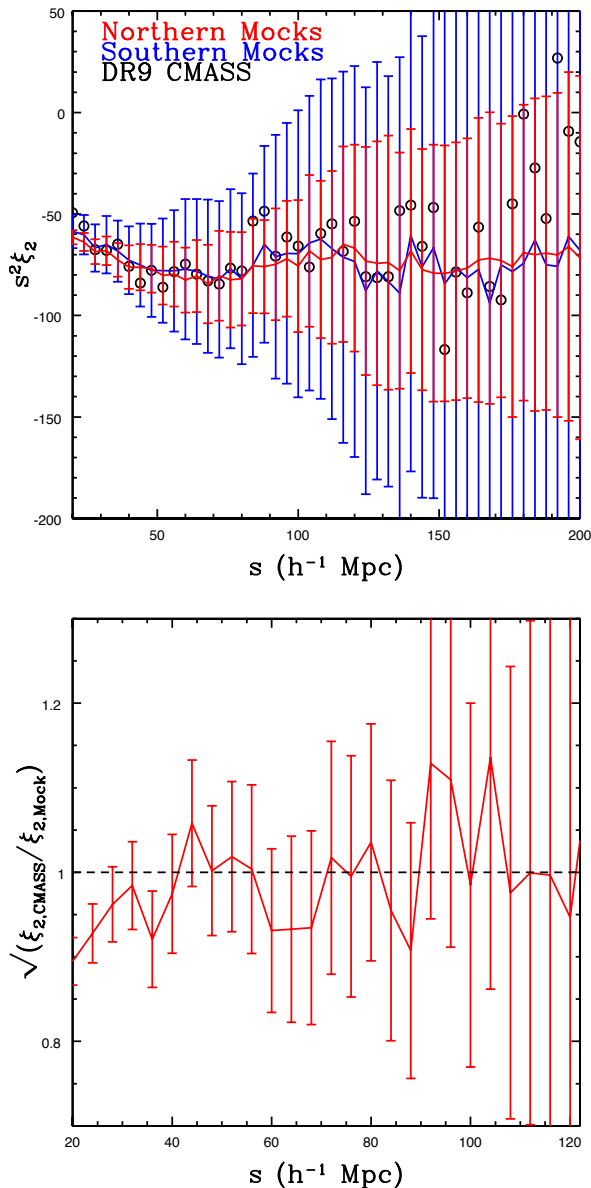 50
Northern Mocks
Southern Mocks
DR9 CMASS
0
-50
s²ξ₂
-100
-150
-200
50 100 150 200
s (h⁻¹ Mpc)
1.2
√(ξ₂,CMASS/ξ₂,Mock)
1
0.8
20 40 60 80 100 120
s (h⁻¹ Mpc)